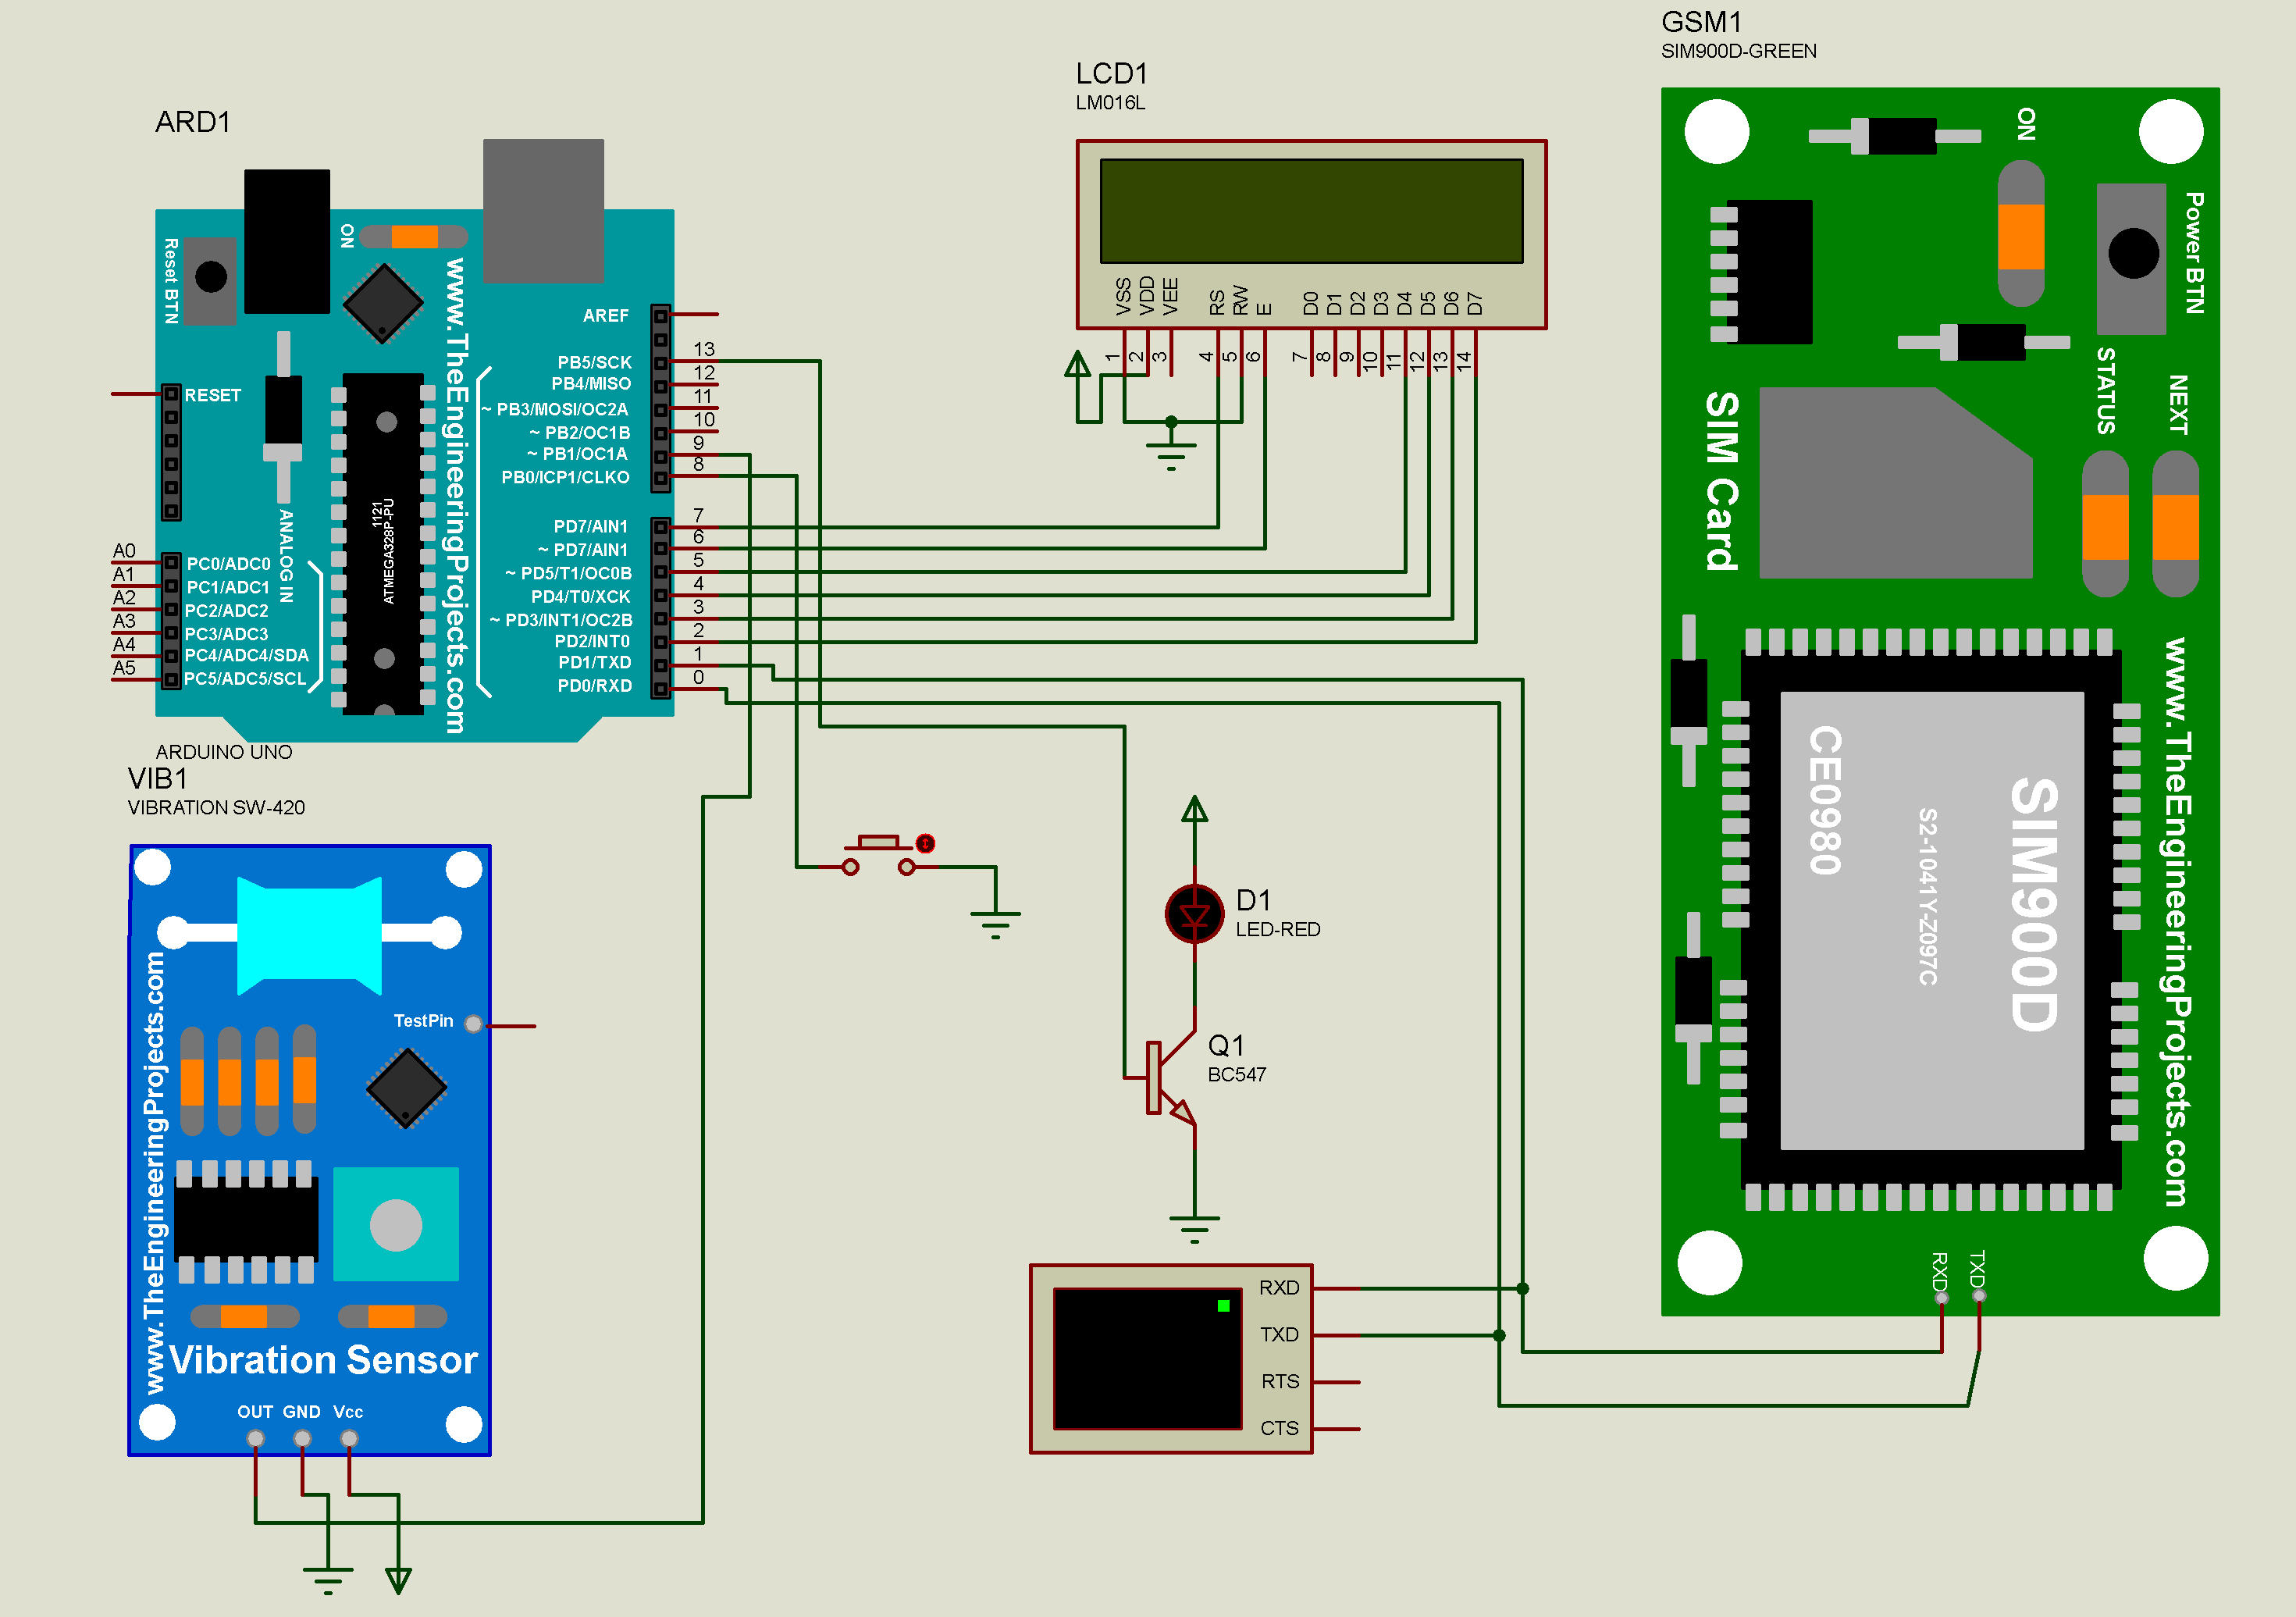 GSM1
SIM900D-GREEN
LCD1
LM016L
ARD1
ON
Reset BTN
www.TheEngineeringProjects.com
AREF
PB5/SCK
13
PB4/MISO
12
~ PB3/MOSI/OC2A
11
~ PB2/OC1B
10
~ PB1/OC1A
9
PB0/ICP1/CLKO
8
PD7/AIN1
7
~ PD7/AIN1
6
~ PD5/T1/OC0B
5
PD4/T0/XCK
4
~ PD3/INT1/OC2B
3
PD2/INT0
2
PD1/TXD
1
PD0/RXD
0
RESET
A0
PC0/ADC0
A1
PC1/ADC1
A2
PC2/ADC2
A3
PC3/ADC3
A4
PC4/ADC4/SDA
A5
PC5/ADC5/SCL
ANALOG IN
1121
ATMEGA328P-PU
ARDUINO UNO
VSS
VDD
VEE
RS
RW
E
D0
D1
D2
D3
D4
D5
D6
D7
1
2
3
4
5
6
7
8
9
10
11
12
13
14
ON
Power BTN
STATUS
NEXT
SIM Card
www.TheEngineeringProjects.com
CE0980
S2-1041Y-Z097C
SIM900D
RXD
TXD
VIB1
VIBRATION SW-420
www.TheEngineeringProjects.com
TestPin
Vibration Sensor
OUT GND Vcc
D1
LED-RED
Q1
BC547
RXD
TXD
RTS
CTS